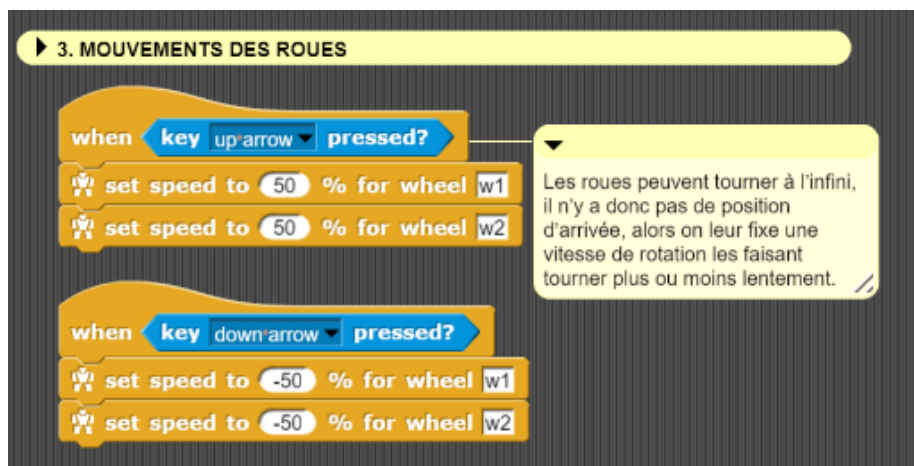 3. MOUVEMENTS DES ROUES
when key up arrow pressed?
set speed to 50 % for wheel w1
set speed to 50 % for wheel w2
Les roues peuvent tourner à l'infini,
il n'y a donc pas de position
d'arrivée, alors on leur fixe une
vitesse de rotation les faisant
tourner plus ou moins lentement.
when key down arrow pressed?
set speed to -50 % for wheel w1
set speed to -50 % for wheel w2